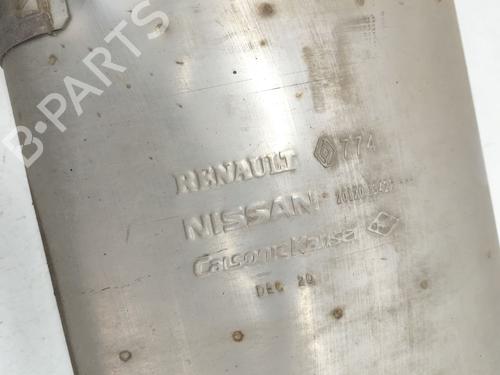 B-PARTS
RENAULT 774
NISSAN
CalsonicKansei
DEC 20